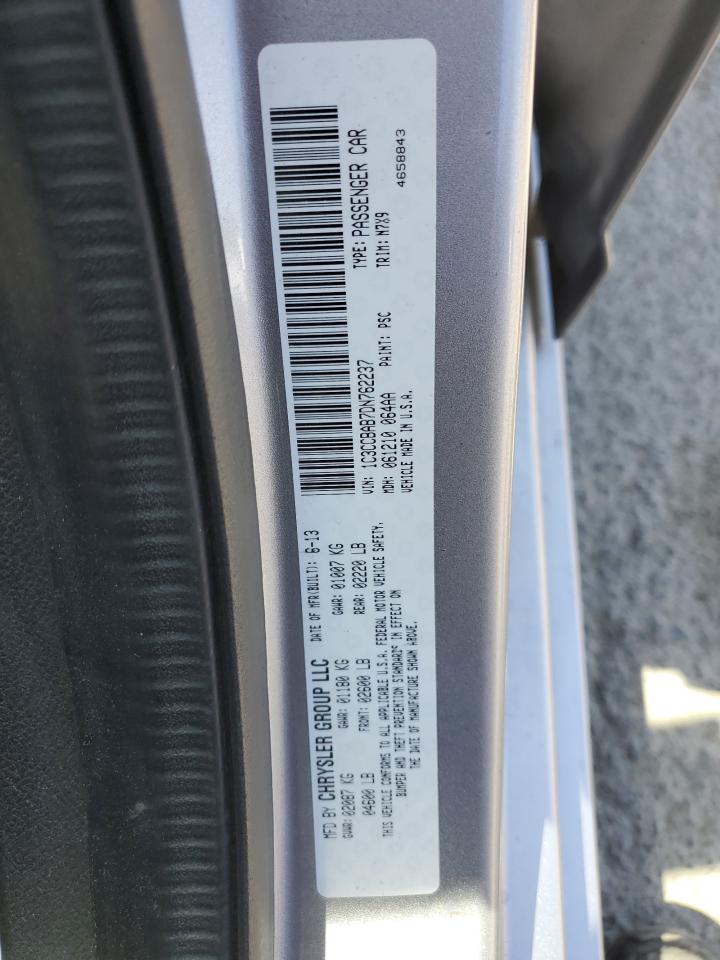 MFD BY CHRYSLER GROUP LLC
DATE OF MFR(BUILT): 6-13
GVWR: 02087 KG
GAWR: 01180 KG
GAWR: 01007 KG
04600 LB
FRONT: 02600 LB
REAR: 02220 LB
THIS VEHICLE CONFORMS TO ALL APPLICABLE U.S.A. FEDERAL MOTOR VEHICLE SAFETY,
BUMPER AND THEFT PREVENTION STANDARDS IN EFFECT ON
THE DATE OF MANUFACTURE SHOWN ABOVE.
VIN: 1C3CCBAB7DN762237
TYPE: PASSENGER CAR
MDH: 061210 064AA
PAINT: PSC
TRIM: N7X9
VEHICLE MADE IN U.S.A.
4658843